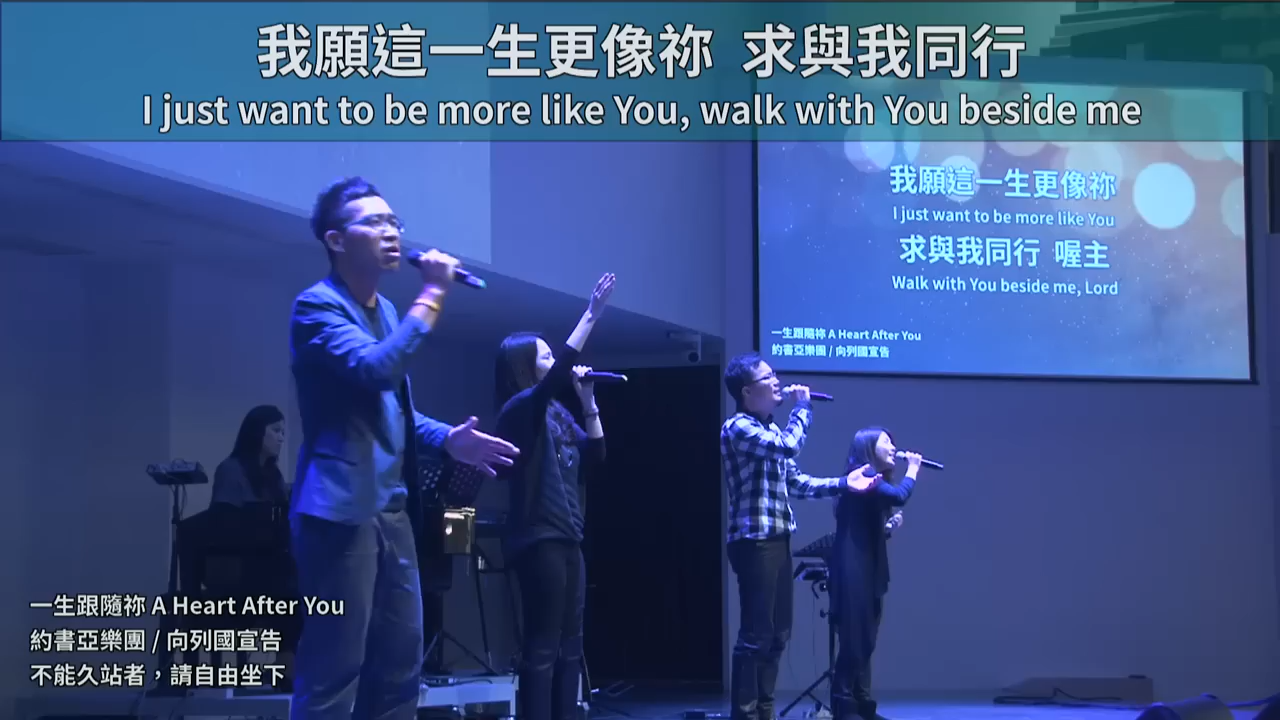 我願這一生更像祢 求與我同行
I just want to be more like You, walk with You beside me
我願這一生更像祢
I just want to be more like You
求與我同行 喔主
Walk with You beside me, Lord
一生跟隨祢 A Heart After You
約書亞樂團 / 向列國宣告
一生跟隨祢 A Heart After You
約書亞樂團 / 向列國宣告
不能久站者，請自由坐下